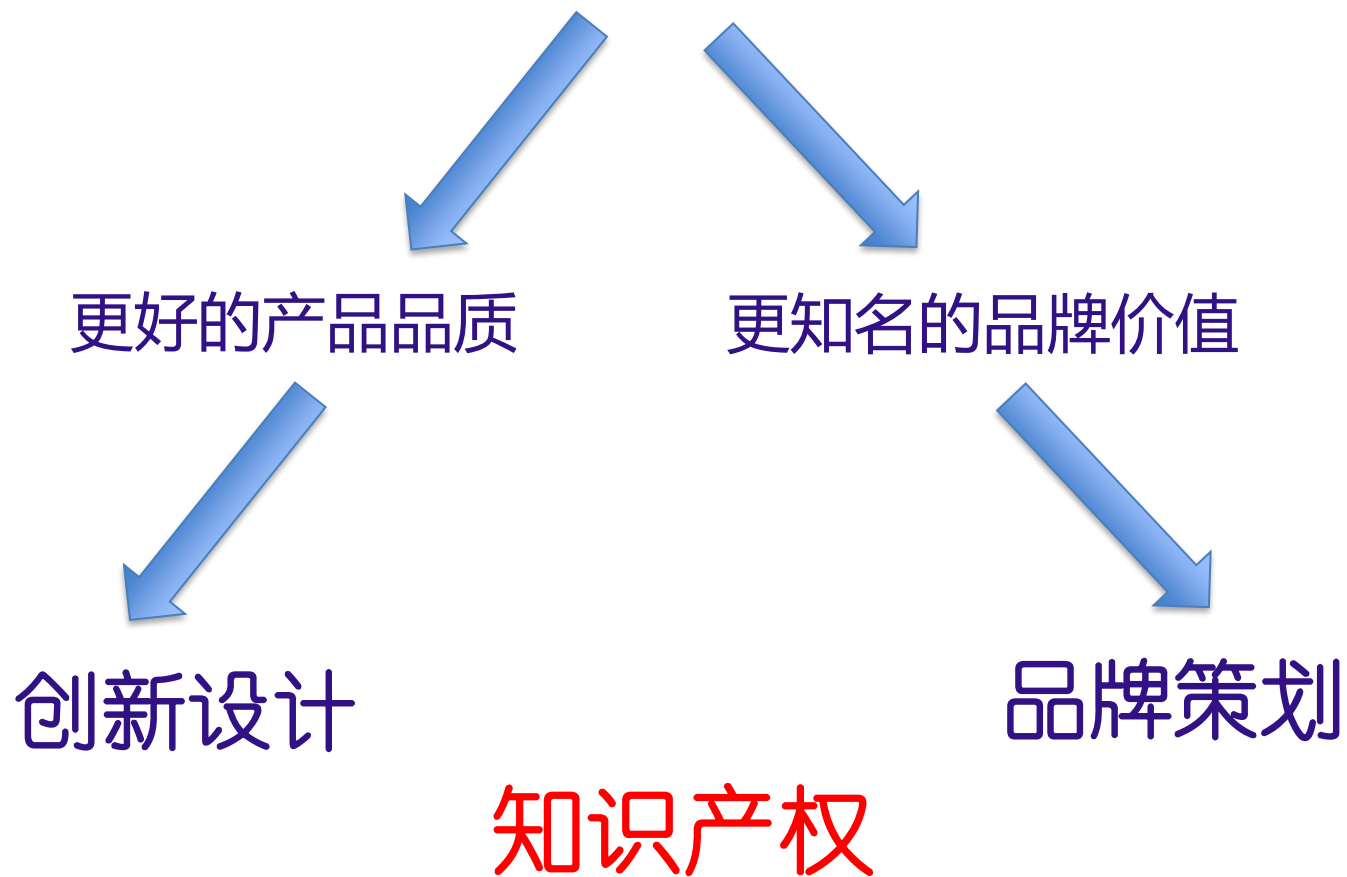 更好的产品品质
更知名的品牌价值
创新设计
品牌策划
知识产权